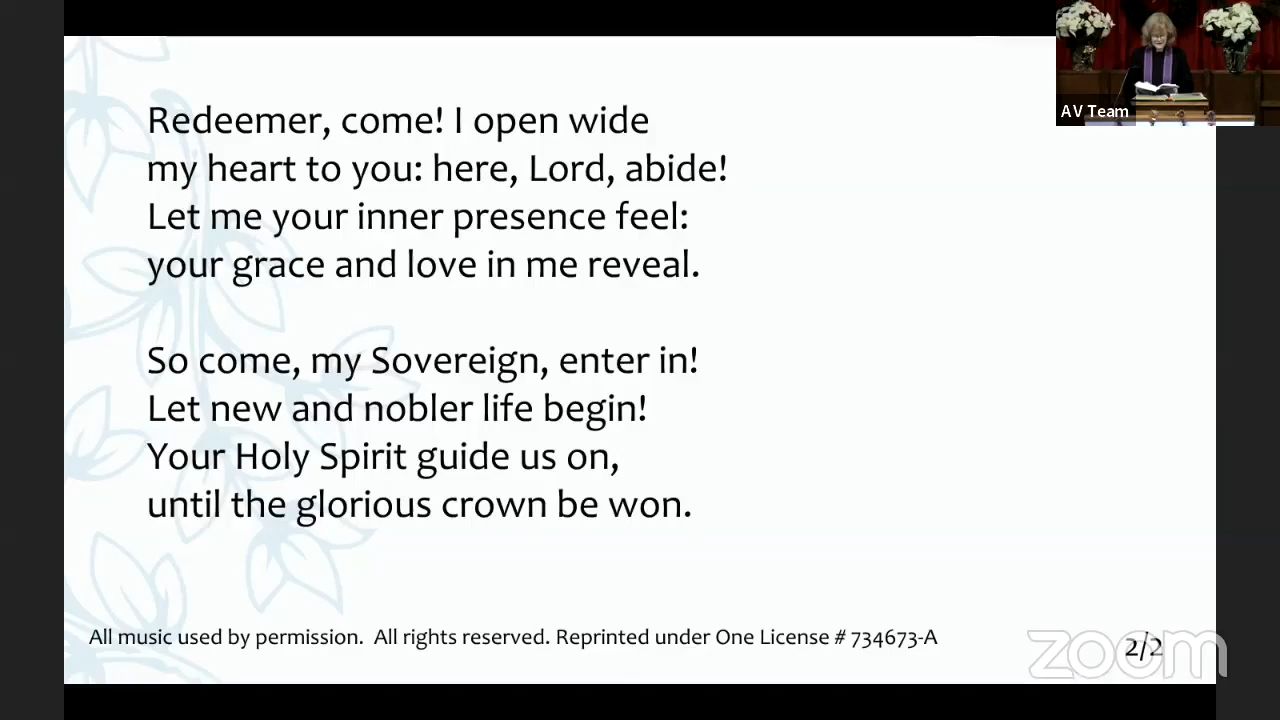 AV Team
Redeemer, come! I open wide
my heart to you: here, Lord, abide!
Let me your inner presence feel:
your grace and love in me reveal.
So come, my Sovereign, enter in!
Let new and nobler life begin!
Your Holy Spirit guide us on,
until the glorious crown be won.
All music used by permission.  All rights reserved. Reprinted under One License # 734673-A
2/2
zoom